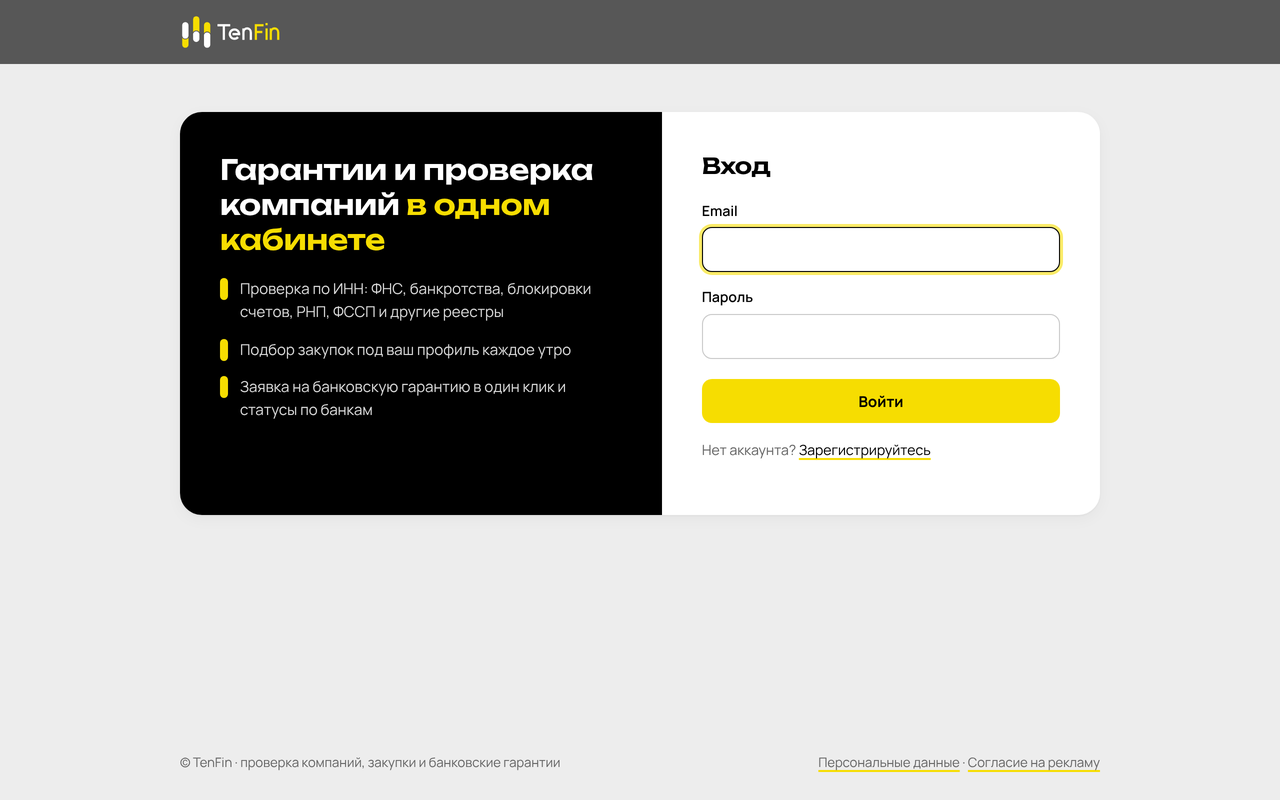 TenFin
Гарантии и проверка
компаний в одном
кабинете
Проверка по ИНН: ФНС, банкротства, блокировки
счетов, РНП, ФССП и другие реестры
Подбор закупок под ваш профиль каждое утро
Заявка на банковскую гарантию в один клик и
статусы по банкам
Вход
Email
Пароль
Войти
Нет аккаунта? Зарегистрируйтесь
© TenFin · проверка компаний, закупки и банковские гарантии
Персональные данные · Согласие на рекламу